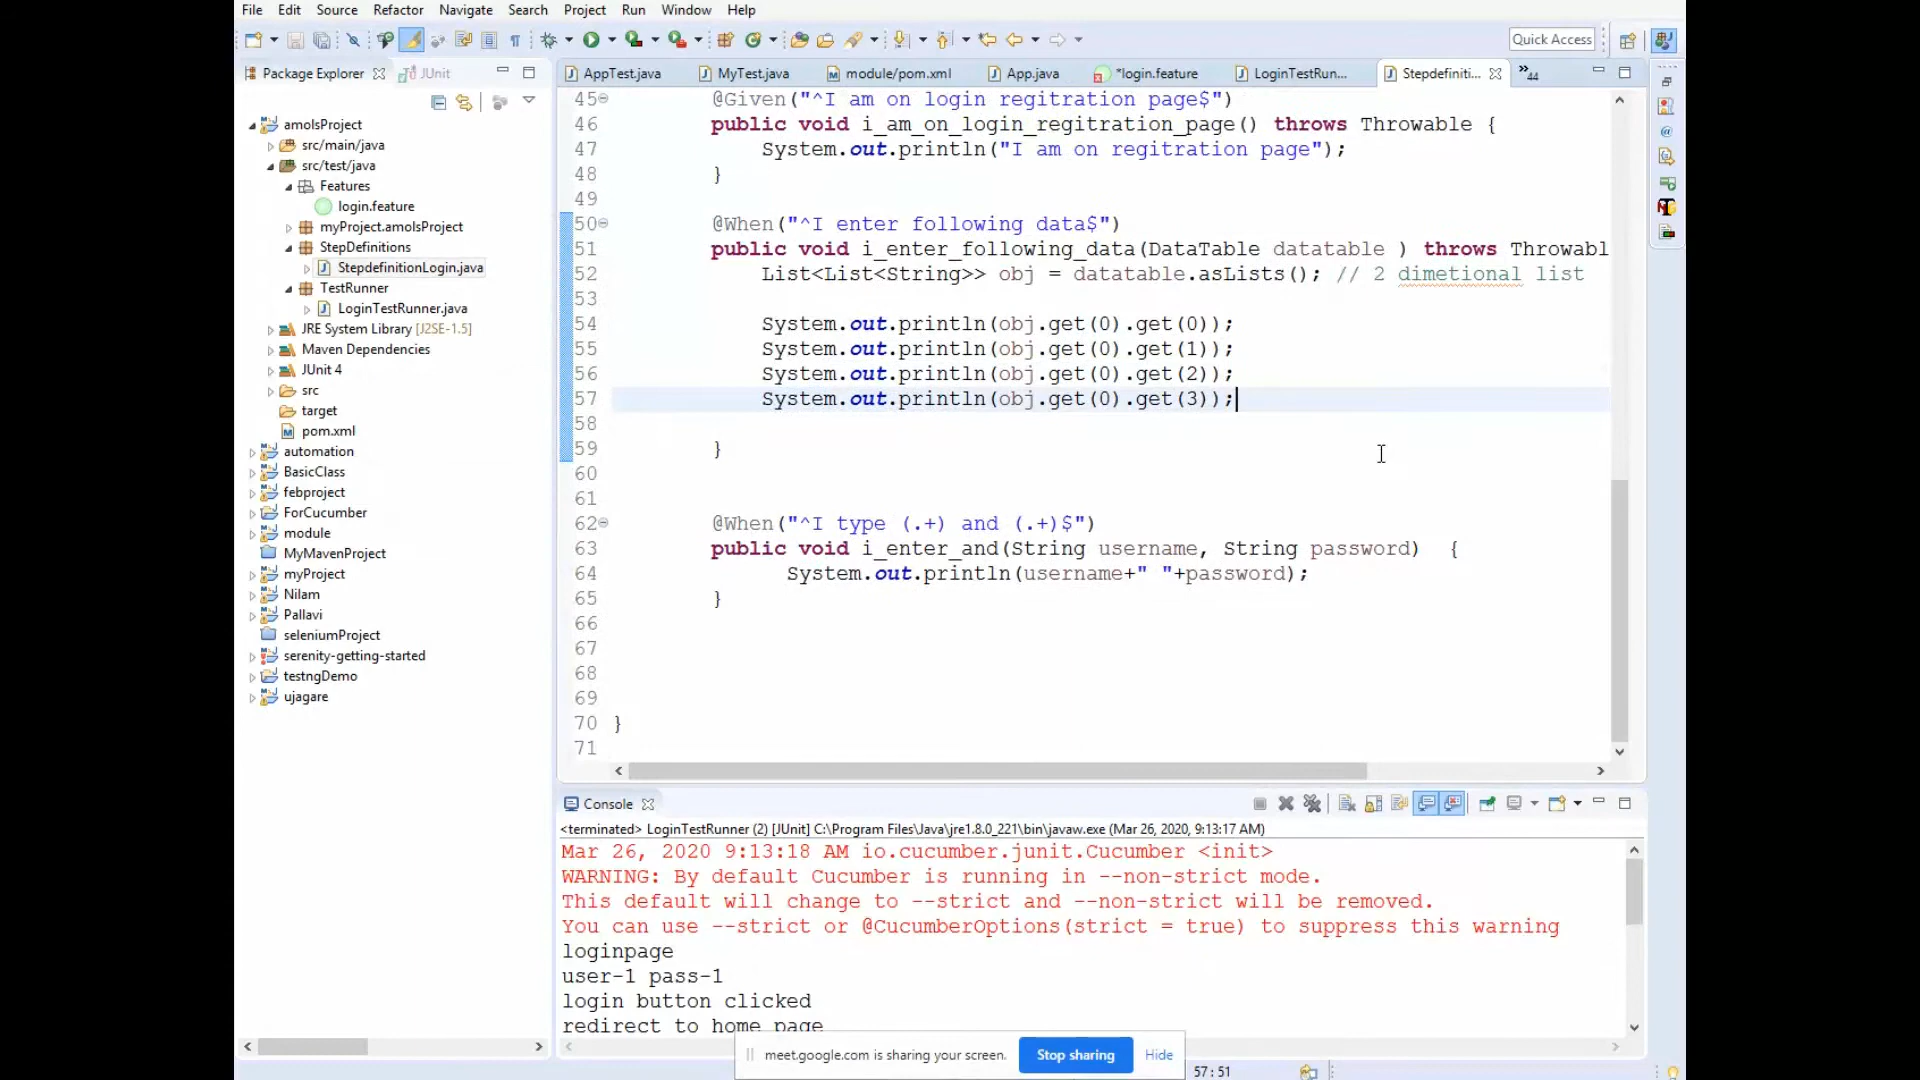 File Edit Source Refactor Navigate Search Project Run Window Help
Quick Access
Package Explorer JUnit
AppTest.java MyTest.java module/pom.xml App.java *login.feature LoginTestRun... Stepdefiniti... »44
amolsProject
src/main/java
src/test/java
Features
login.feature
myProject.amolsProject
StepDefinitions
StepdefinitionLogin.java
TestRunner
LoginTestRunner.java
JRE System Library [J2SE-1.5]
Maven Dependencies
JUnit 4
src
target
pom.xml
automation
BasicClass
febproject
ForCucumber
module
MyMavenProject
myProject
Nilam
Pallavi
seleniumProject
serenity-getting-started
testngDemo
ujagare
45 @Given("^I am on login regitration page$")
46 public void i_am_on_login_regitration_page() throws Throwable {
47 System.out.println("I am on regitration page");
48 }
49
50 @When("^I enter following data$")
51 public void i_enter_following_data(DataTable datatable ) throws Throwabl
52 List<List<String>> obj = datatable.asLists(); // 2 dimetional list
53
54 System.out.println(obj.get(0).get(0));
55 System.out.println(obj.get(0).get(1));
56 System.out.println(obj.get(0).get(2));
57 System.out.println(obj.get(0).get(3));
58
59 }
60
61
62 @When("^I type (.+) and (.+)$")
63 public void i_enter_and(String username, String password) {
64 System.out.println(username+" "+password);
65 }
66
67
68
69
70 }
71
Console
<terminated> LoginTestRunner (2) [JUnit] C:\Program Files\Java\jre1.8.0_221\bin\javaw.exe (Mar 26, 2020 9:13:17 AM)
Mar 26, 2020 9:13:18 AM io.cucumber.junit.Cucumber <init>
WARNING: By default Cucumber is running in --non-strict mode.
This default will change to --strict and --non-strict will be removed.
You can use --strict or @CucumberOptions(strict = true) to suppress this warning
loginpage
user-1 pass-1
login button clicked
redirect to home page
meet.google.com is sharing your screen. Stop sharing Hide
57 : 51